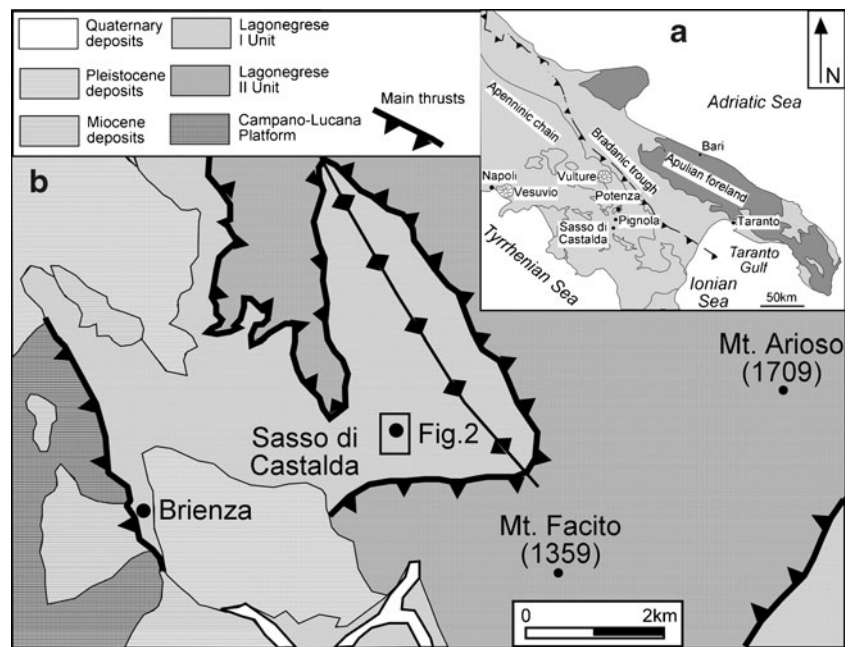 Quaternary
deposits
Pleistocene
deposits
Miocene
deposits
Lagonegrese
I Unit
Lagonegrese
II Unit
Campano-Lucana
Platform
Main thrusts
a
N
Adriatic Sea
Apenninic chain
Bradanic trough
Bari
Apulian foreland
Napoli
Vesuvio
Vulture
Potenza
Pignola
Sasso di
Castalda
Taranto
Taranto
Gulf
Tyrrhenian Sea
Ionian
Sea
50km
b
Mt. Arioso
(1709)
Sasso di
Castalda
Fig.2
Brienza
Mt. Facito
(1359)
0
2km